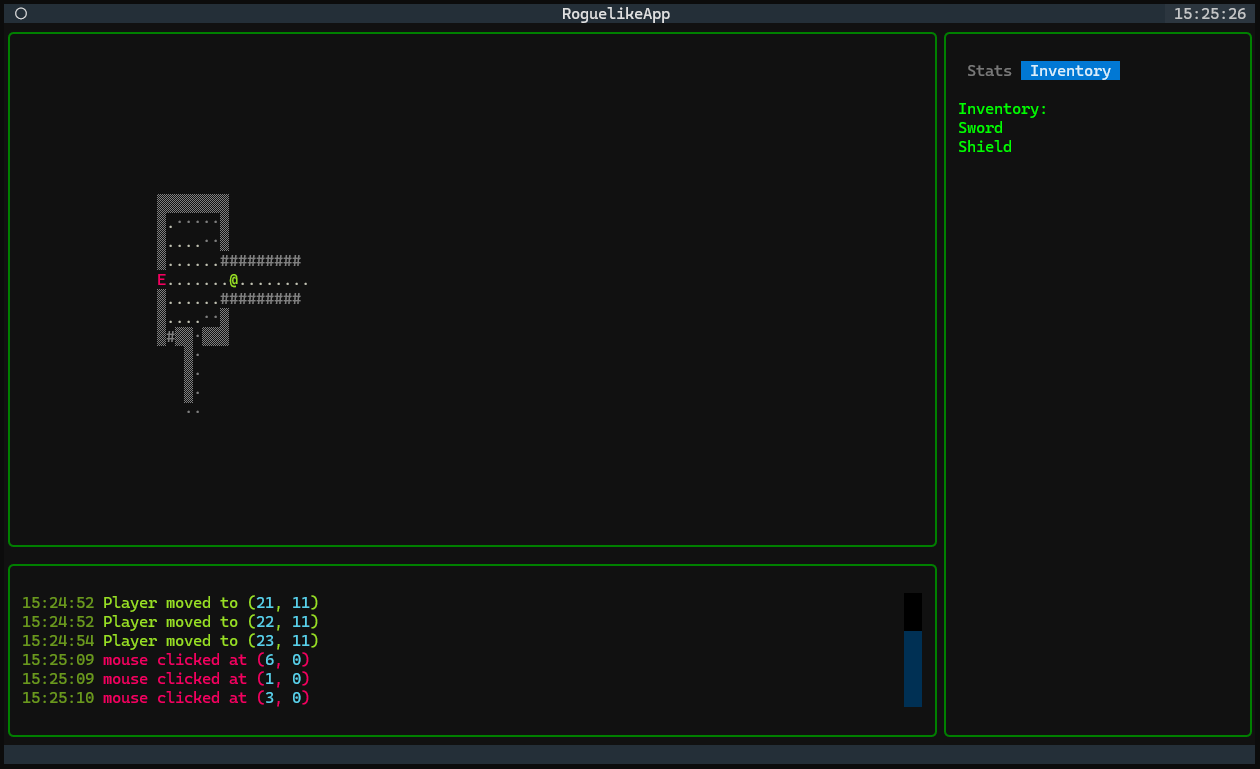 RoguelikeApp 15:25:26
Stats Inventory
Inventory:
Sword
Shield
▒▒▒▒▒▒▒▒
▒.·····▒
▒....··▒
▒......#########
E.......@........
▒......#########
▒....··▒
▒#▒▒·▒▒▒
▒·
▒·
▒·
··
15:24:52 Player moved to (21, 11)
15:24:52 Player moved to (22, 11)
15:24:54 Player moved to (23, 11)
15:25:09 mouse clicked at (6, 0)
15:25:09 mouse clicked at (1, 0)
15:25:10 mouse clicked at (3, 0)